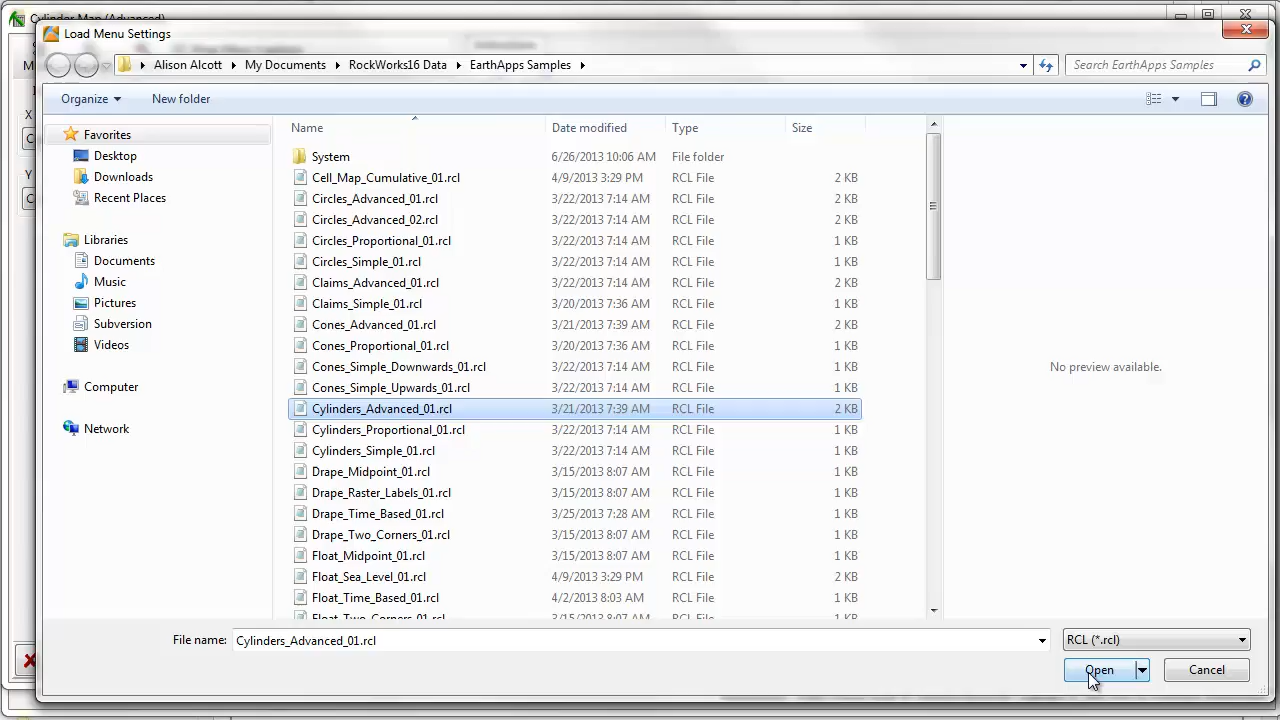 Cylinder Map (Advanced)
Load Menu Settings
Alison Alcott
My Documents
RockWorks16 Data
EarthApps Samples
Search EarthApps Samples
Organize
New folder
Name
Date modified
Type
Size
Favorites
Desktop
Downloads
Recent Places
Libraries
Documents
Music
Pictures
Subversion
Videos
Computer
Network
System 6/26/2013 10:06 AM File folder
Cell_Map_Cumulative_01.rcl 4/9/2013 3:29 PM RCL File 2 KB
Circles_Advanced_01.rcl 3/22/2013 7:14 AM RCL File 2 KB
Circles_Advanced_02.rcl 3/22/2013 7:14 AM RCL File 2 KB
Circles_Proportional_01.rcl 3/22/2013 7:14 AM RCL File 1 KB
Circles_Simple_01.rcl 3/22/2013 7:14 AM RCL File 1 KB
Claims_Advanced_01.rcl 3/22/2013 7:14 AM RCL File 2 KB
Claims_Simple_01.rcl 3/20/2013 7:36 AM RCL File 1 KB
Cones_Advanced_01.rcl 3/21/2013 7:39 AM RCL File 2 KB
Cones_Proportional_01.rcl 3/20/2013 7:36 AM RCL File 1 KB
Cones_Simple_Downwards_01.rcl 3/22/2013 7:14 AM RCL File 1 KB
Cones_Simple_Upwards_01.rcl 3/22/2013 7:14 AM RCL File 1 KB
Cylinders_Advanced_01.rcl 3/21/2013 7:39 AM RCL File 2 KB
Cylinders_Proportional_01.rcl 3/22/2013 7:14 AM RCL File 1 KB
Cylinders_Simple_01.rcl 3/22/2013 7:14 AM RCL File 1 KB
Drape_Midpoint_01.rcl 3/15/2013 8:07 AM RCL File 1 KB
Drape_Raster_Labels_01.rcl 3/15/2013 8:07 AM RCL File 1 KB
Drape_Time_Based_01.rcl 3/25/2013 7:28 AM RCL File 1 KB
Drape_Two_Corners_01.rcl 3/15/2013 8:07 AM RCL File 1 KB
Float_Midpoint_01.rcl 3/15/2013 8:07 AM RCL File 1 KB
Float_Sea_Level_01.rcl 4/9/2013 3:29 PM RCL File 2 KB
Float_Time_Based_01.rcl 4/2/2013 8:03 AM RCL File 1 KB
Float_Two_Corners_01.rcl 3/15/2013 8:07 AM RCL File 1 KB
No preview available.
File name:
Cylinders_Advanced_01.rcl
RCL (*.rcl)
Open
Cancel